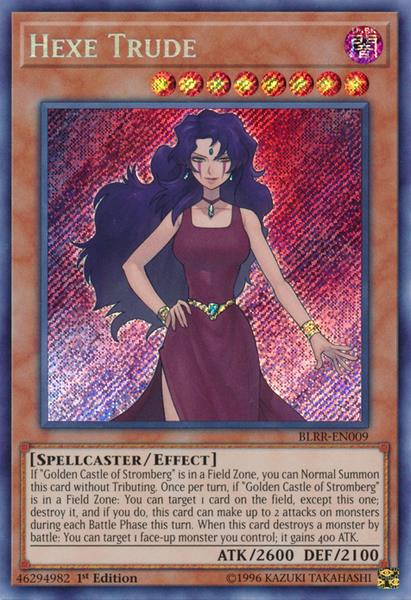 HEXE TRUDE
闇
BLRR-EN009
[SPELLCASTER/EFFECT]
If "Golden Castle of Stromberg" is in a Field Zone, you can Normal Summon
this card without Tributing. Once per turn, if "Golden Castle of Stromberg"
is in a Field Zone: You can target 1 card on the field, except this one;
destroy it, and if you do, this card can make up to 2 attacks on monsters
during each Battle Phase this turn. When this card destroys a monster by
battle: You can target 1 face-up monster you control; it gains 400 ATK.
ATK/2600 DEF/2100
46294982 1st Edition ©1996 KAZUKI TAKAHASHI